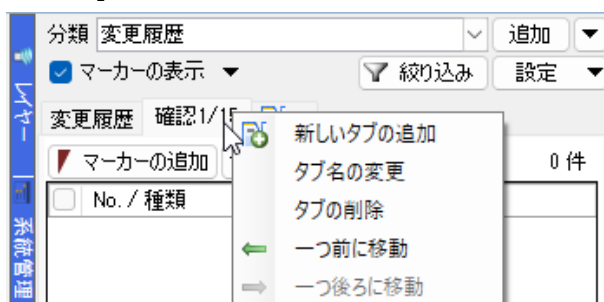 分類 変更履歴 追加
マーカーの表示 絞り込み 設定
変更履歴 確認1/15
マーカーの追加 0 件
No. / 種類
新しいタブの追加
タブ名の変更
タブの削除
一つ前に移動
一つ後ろに移動
レイヤー
系統管理